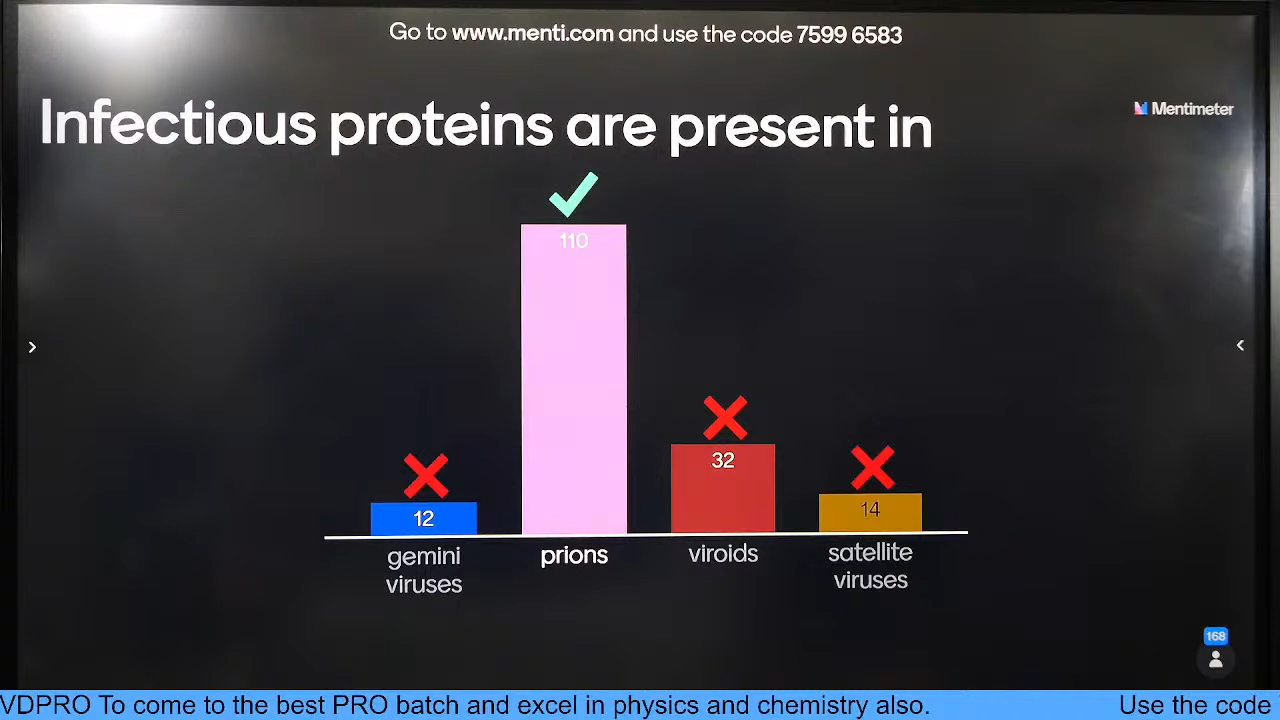 Go to www.menti.com and use the code 7599 6583
Infectious proteins are present in
Mentimeter
110
32
12
14
gemini
viruses
prions
viroids
satellite
viruses
168
VDPRO To come to the best PRO batch and excel in physics and chemistry also.
Use the code